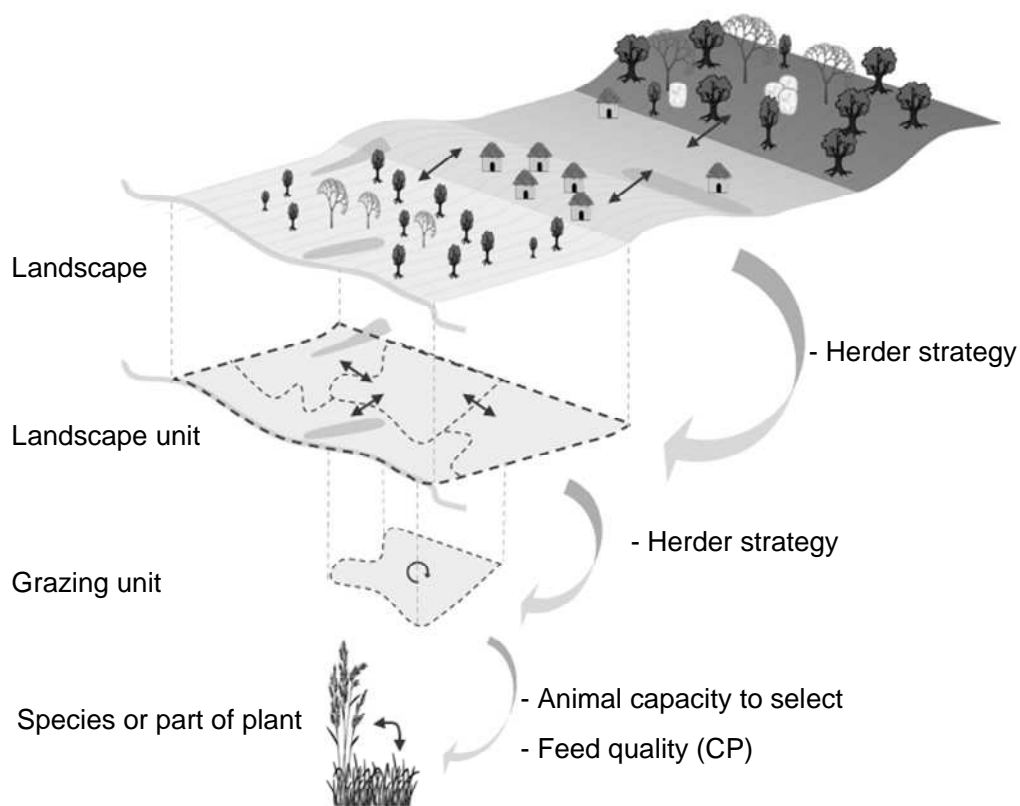 Landscape
- Herder strategy
Landscape unit
- Herder strategy
Grazing unit
Species or part of plant
- Animal capacity to select
- Feed quality (CP)